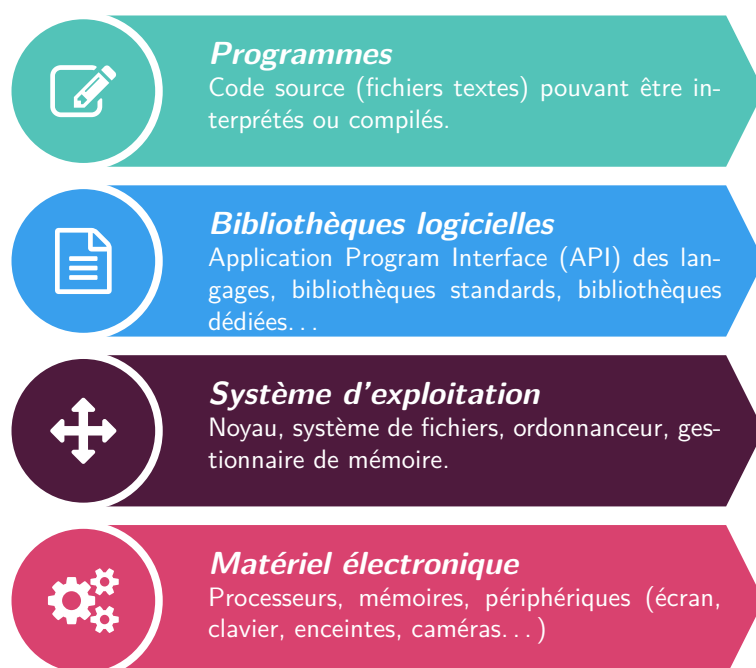 Programmes
Code source (fichiers textes) pouvant être in-
terprétés ou compilés.
Bibliothèques logicielles
Application Program Interface (API) des lan-
gages, bibliothèques standards, bibliothèques
dédiées...
Système d'exploitation
Noyau, système de fichiers, ordonnanceur, ges-
tionnaire de mémoire.
Matériel électronique
Processeurs, mémoires, périphériques (écran,
clavier, enceintes, caméras...)